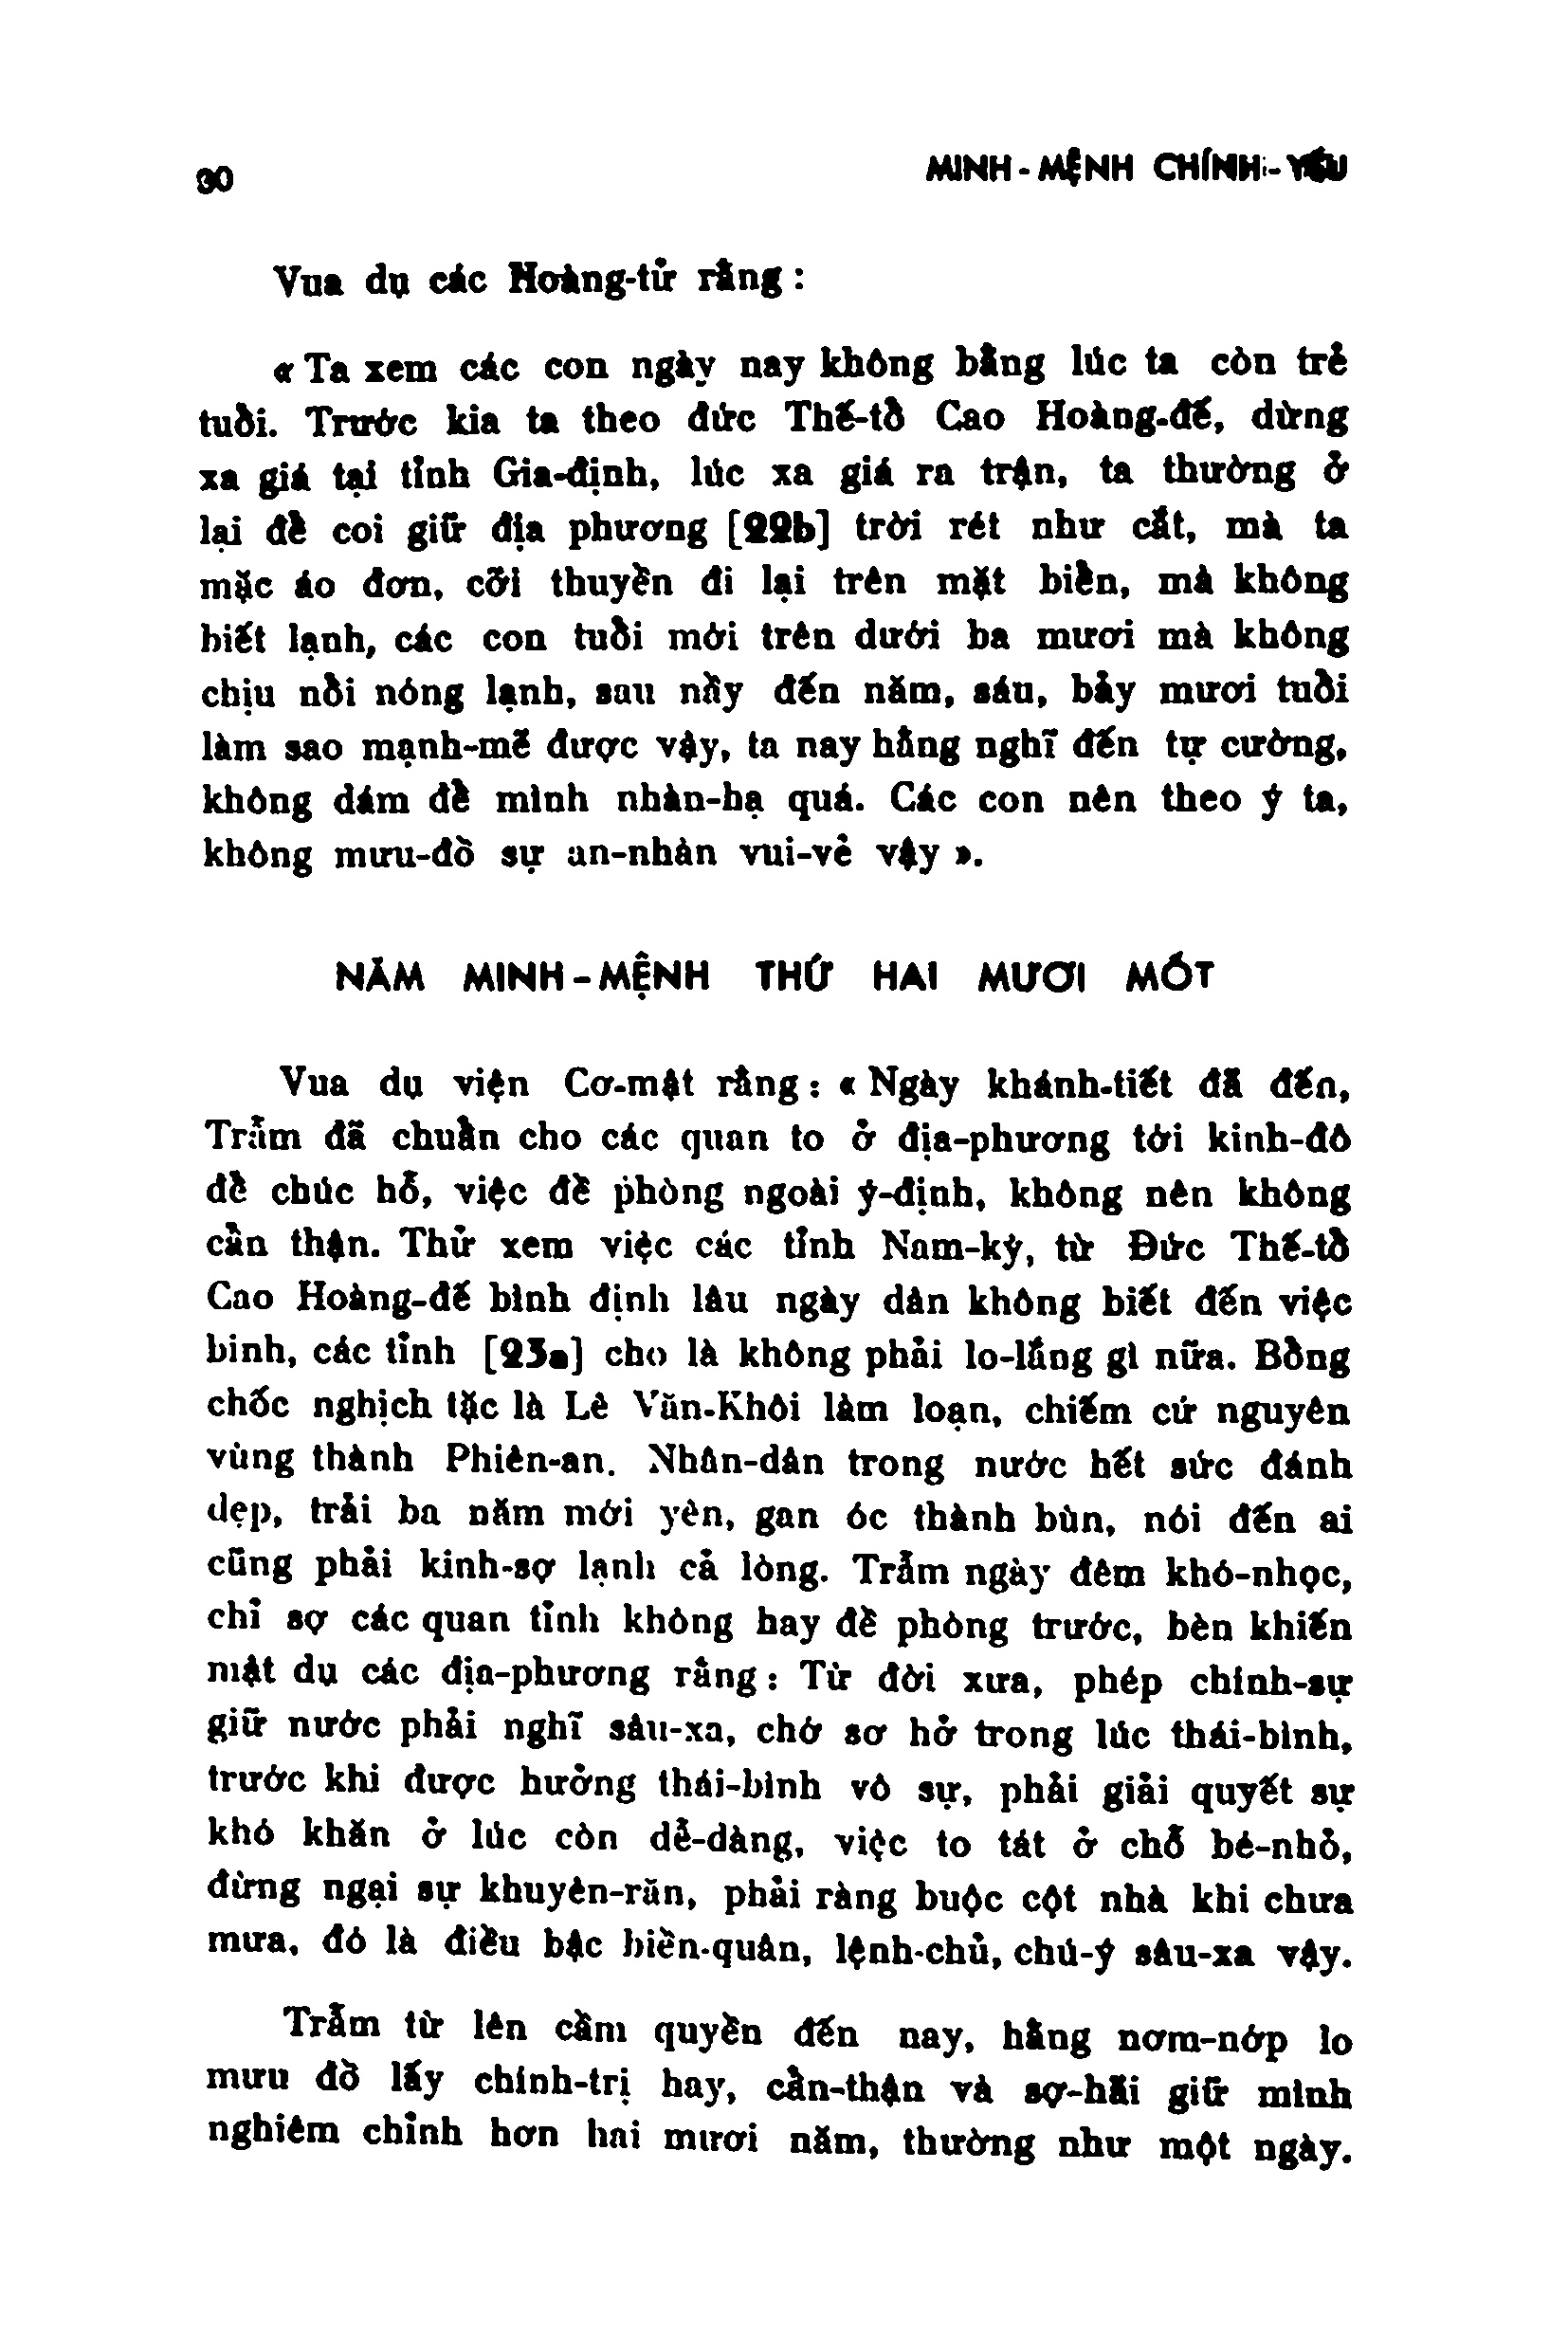 30
MINH-MỆNH CHÍNH-YẾU
Vua dụ các Hoàng-tử rằng :
« Ta xem các con ngày nay không bằng lúc ta còn trẻ
tuổi. Trước kia ta theo đức Thế-tổ Cao Hoàng-đế, dừng
xa giá tại tỉnh Gia-định, lúc xa giá ra trận, ta thường ở
lại để coi giữ địa phương [22b] trời rét như cắt, mà ta
mặc áo đơn, cỡi thuyền đi lại trên mặt biển, mà không
biết lạnh, các con tuổi mới trên dưới ba mươi mà không
chịu nổi nóng lạnh, sau nầy đến năm, sáu, bảy mươi tuổi
làm sao mạnh-mẽ được vậy, ta nay hằng nghĩ đến tự cường,
không dám để mình nhàn-hạ quá. Các con nên theo ý ta,
không mưu-đồ sự an-nhàn vui-vẻ vậy ».
NĂM MINH-MỆNH THỨ HAI MƯƠI MỐT
Vua dụ viện Cơ-mật rằng : « Ngày khánh-tiết đã đến,
Trẫm đã chuẩn cho các quan to ở địa-phương tới kinh-đô
để chúc hỗ, việc đề phòng ngoài ý-định, không nên không
cẩn thận. Thử xem việc các tỉnh Nam-kỳ, từ Đức Thế-tổ
Cao Hoàng-đế bình định lâu ngày dân không biết đến việc
binh, các tỉnh [23a] cho là không phải lo-lắng gì nữa. Bỗng
chốc nghịch tặc là Lê Văn-Khôi làm loạn, chiếm cứ nguyên
vùng thành Phiên-an. Nhân-dân trong nước hết sức đánh
dẹp, trải ba năm mới yên, gan óc thành bùn, nói đến ai
cũng phải kinh-sợ lạnh cả lòng. Trẫm ngày đêm khó-nhọc,
chỉ sợ các quan tỉnh không hay đề phòng trước, bèn khiến
mật dụ các địa-phương rằng : Từ đời xưa, phép chính-sự
giữ nước phải nghĩ sâu-xa, chớ sơ hở trong lúc thái-bình,
trước khi được hưởng thái-bình vô sự, phải giải quyết sự
khó khăn ở lúc còn dễ-dàng, việc to tát ở chỗ bé-nhỏ,
đừng ngại sự khuyên-răn, phải ràng buộc cột nhà khi chưa
mưa, đó là điều bậc hiền-quân, lệnh-chủ, chú-ý sâu-xa vậy.
Trẫm từ lên cầm quyền đến nay, hằng nơm-nớp lo
mưu đồ lấy chính-trị hay, cẩn-thận và sợ-hãi giữ mình
nghiêm chỉnh hơn hai mươi năm, thường như một ngày.